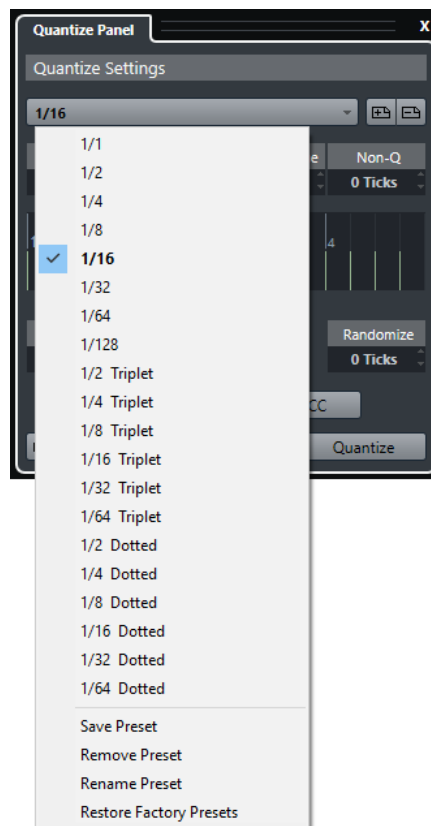 Quantize Panel
X
Quantize Settings
1/16
Non-Q
0 Ticks
4
Randomize
0 Ticks
CC
Quantize
1/1
1/2
1/4
1/8
1/16
1/32
1/64
1/128
1/2 Triplet
1/4 Triplet
1/8 Triplet
1/16 Triplet
1/32 Triplet
1/64 Triplet
1/2 Dotted
1/4 Dotted
1/8 Dotted
1/16 Dotted
1/32 Dotted
1/64 Dotted
Save Preset
Remove Preset
Rename Preset
Restore Factory Presets